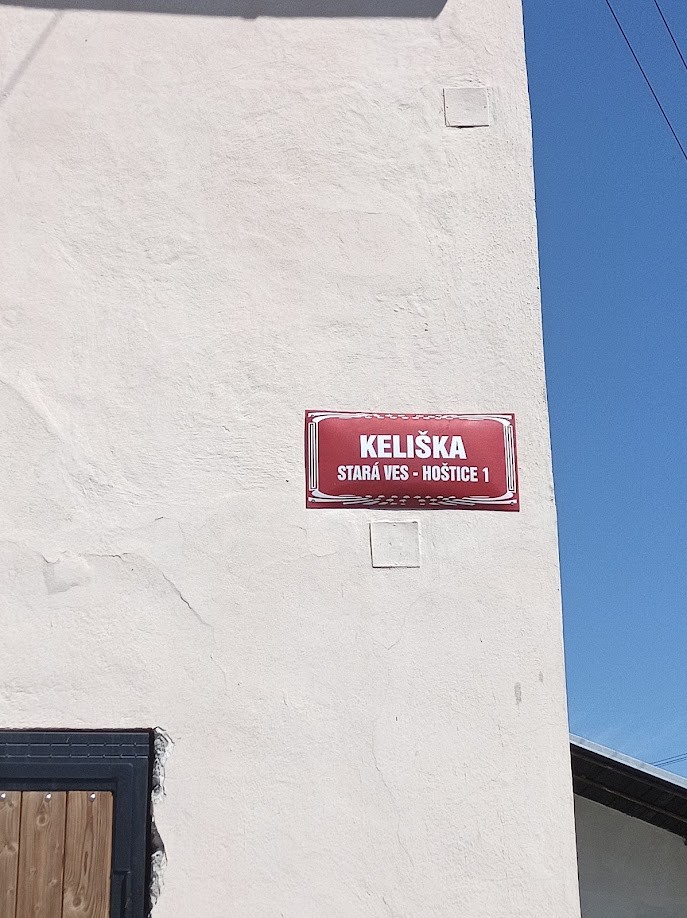 KELIŠKA
STARÁ VES - HOŠTICE 1